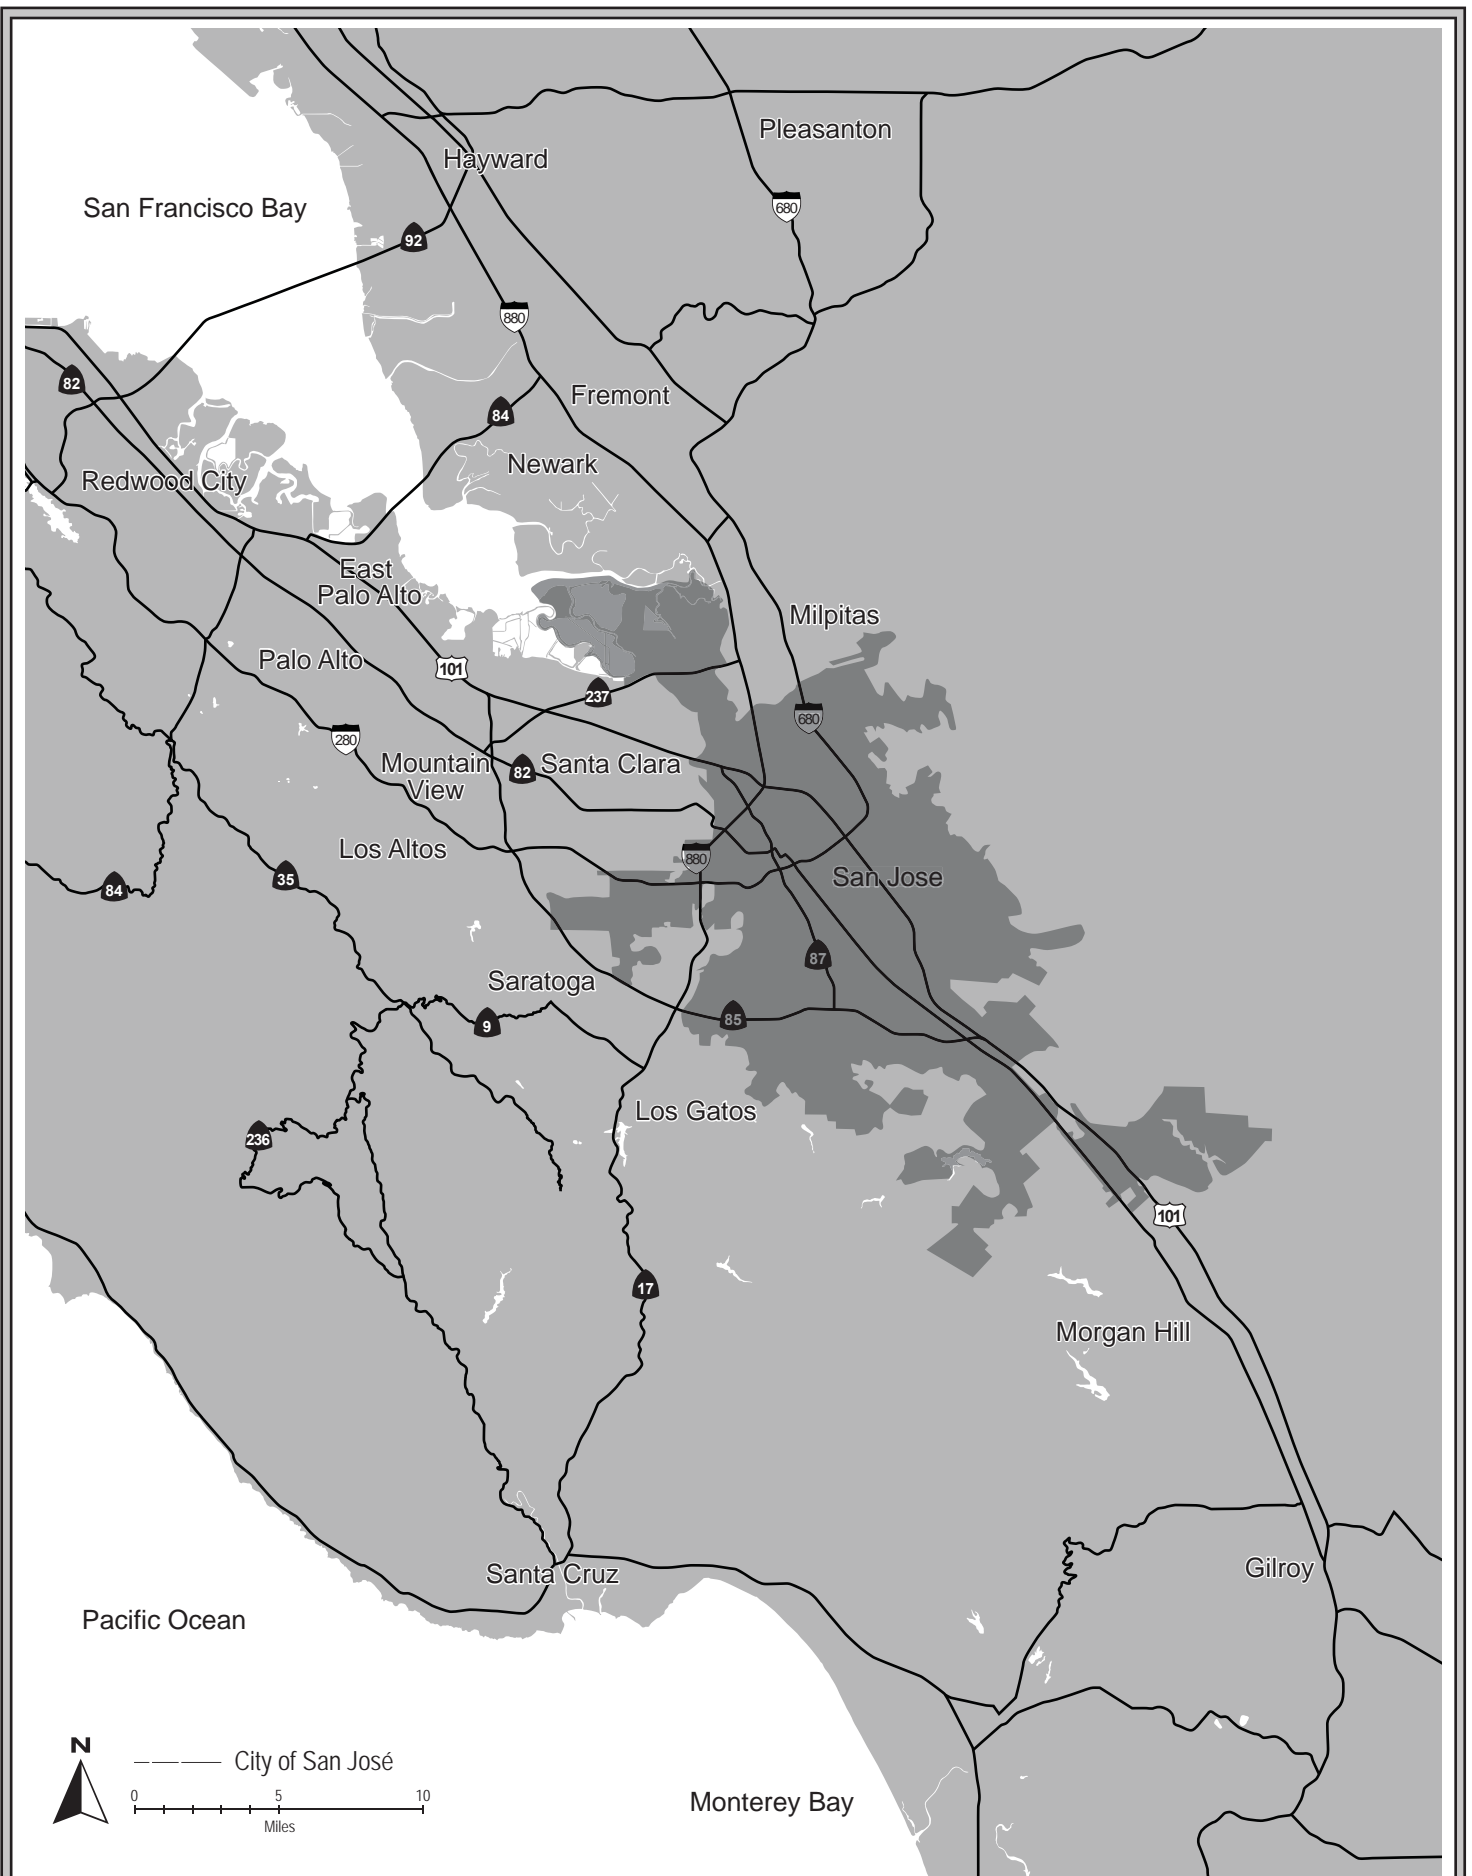 Pleasanton
Hayward
680
San Francisco Bay
92
880
82
Fremont
84
Newark
Redwood City
East
Palo Alto
Milpitas
Palo Alto
101
237
680
280
Mountain
View
82
Santa Clara
Los Altos
880
84
35
San Jose
87
Saratoga
9
85
Los Gatos
236
101
17
Morgan Hill
Santa Cruz
Gilroy
Pacific Ocean
N
City of San José
0 5 10
Miles
Monterey Bay